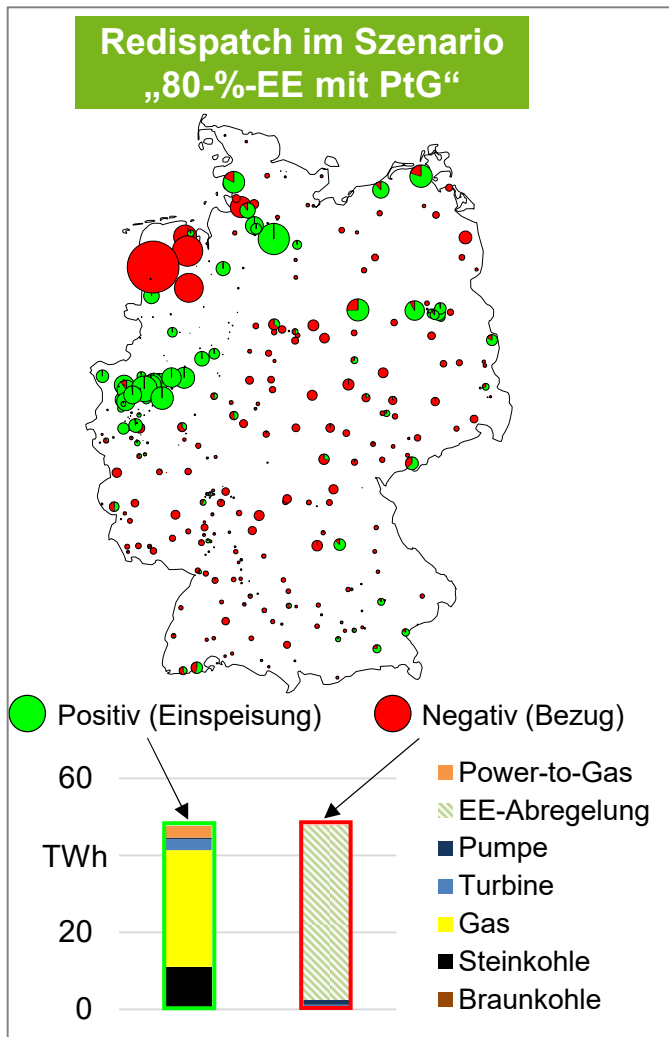 Redispatch im Szenario
„80-%-EE mit PtG“
Positiv (Einspeisung)
Negativ (Bezug)
60
TWh
20
0
Power-to-Gas
EE-Abregelung
Pumpe
Turbine
Gas
Steinkohle
Braunkohle